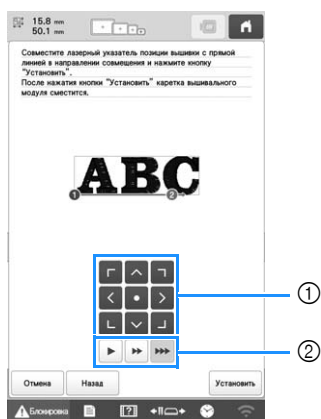 15.8 mm
50.1 mm
Совместите лазерный указатель позиции вышивки с прямой
линией в направлении совмещения и нажмите кнопку
"Установить".
После нажатия кнопки "Установить" каретка вышивального
модуля сместится.
ABC
1 2
①
②
Отмена Назад Установить
Блокировка